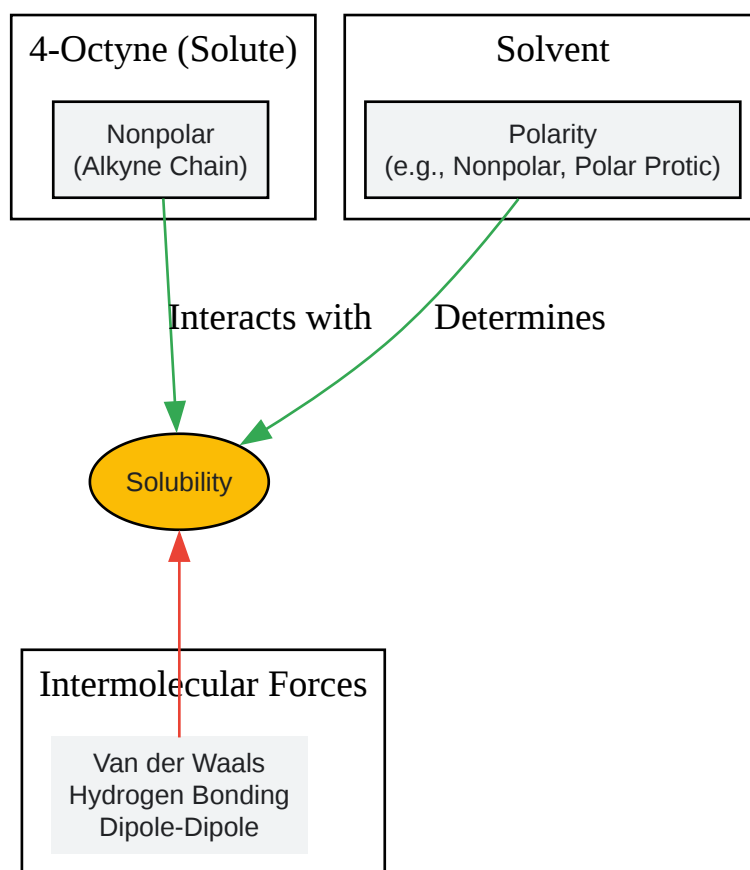 4-Octyne (Solute)
Solvent
Nonpolar
(Alkyne Chain)
Polarity
(e.g., Nonpolar, Polar Protic)
Interacts with
Determines
Solubility
Intermolecular Forces
Van der Waals
Hydrogen Bonding
Dipole-Dipole